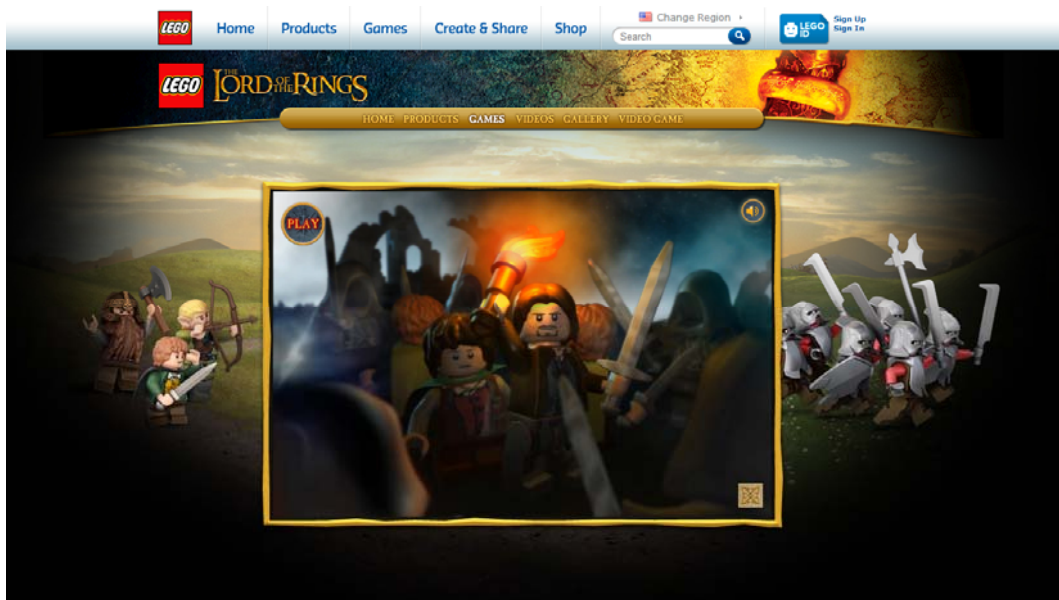 LEGO Home Products Games Create & Share Shop
Change Region
Search
LEGO ID
Sign Up
Sign In
LEGO THE LORD OF THE RINGS
HOME PRODUCTS GAMES VIDEOS GALLERY VIDEO GAME
PLAY